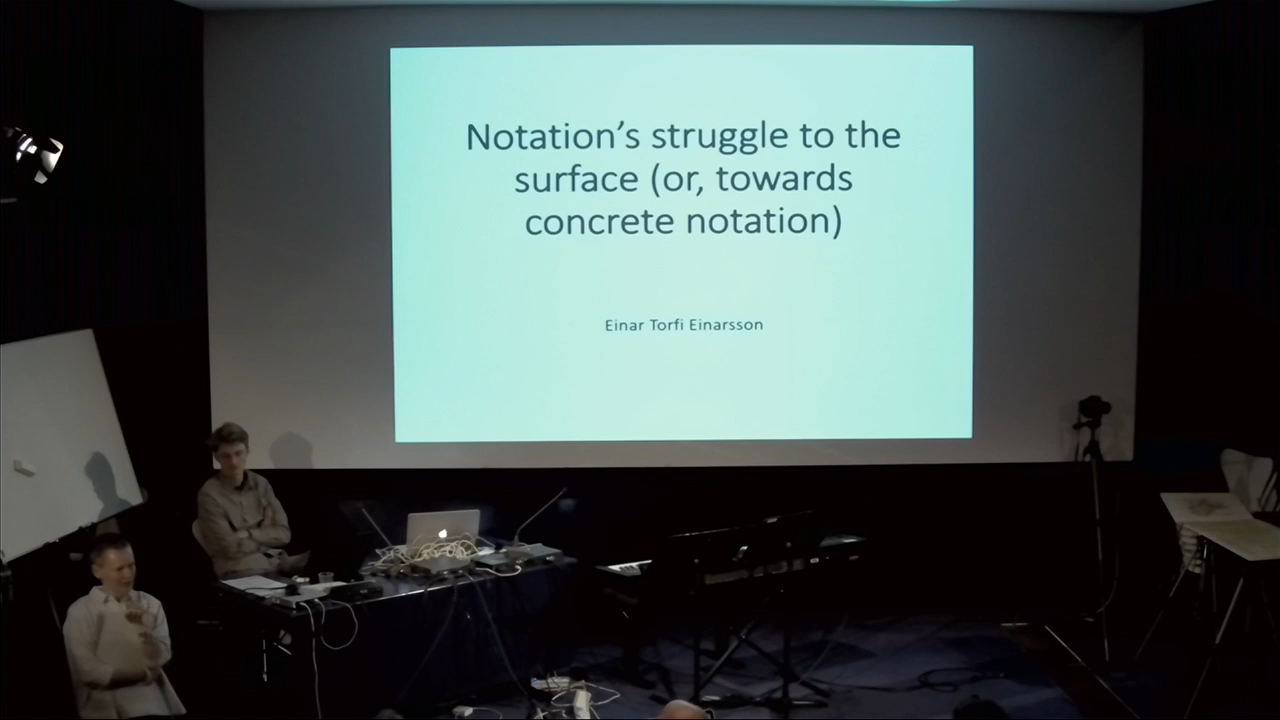 Notation’s struggle to the
surface (or, towards
concrete notation)
Einar Torfi Einarsson